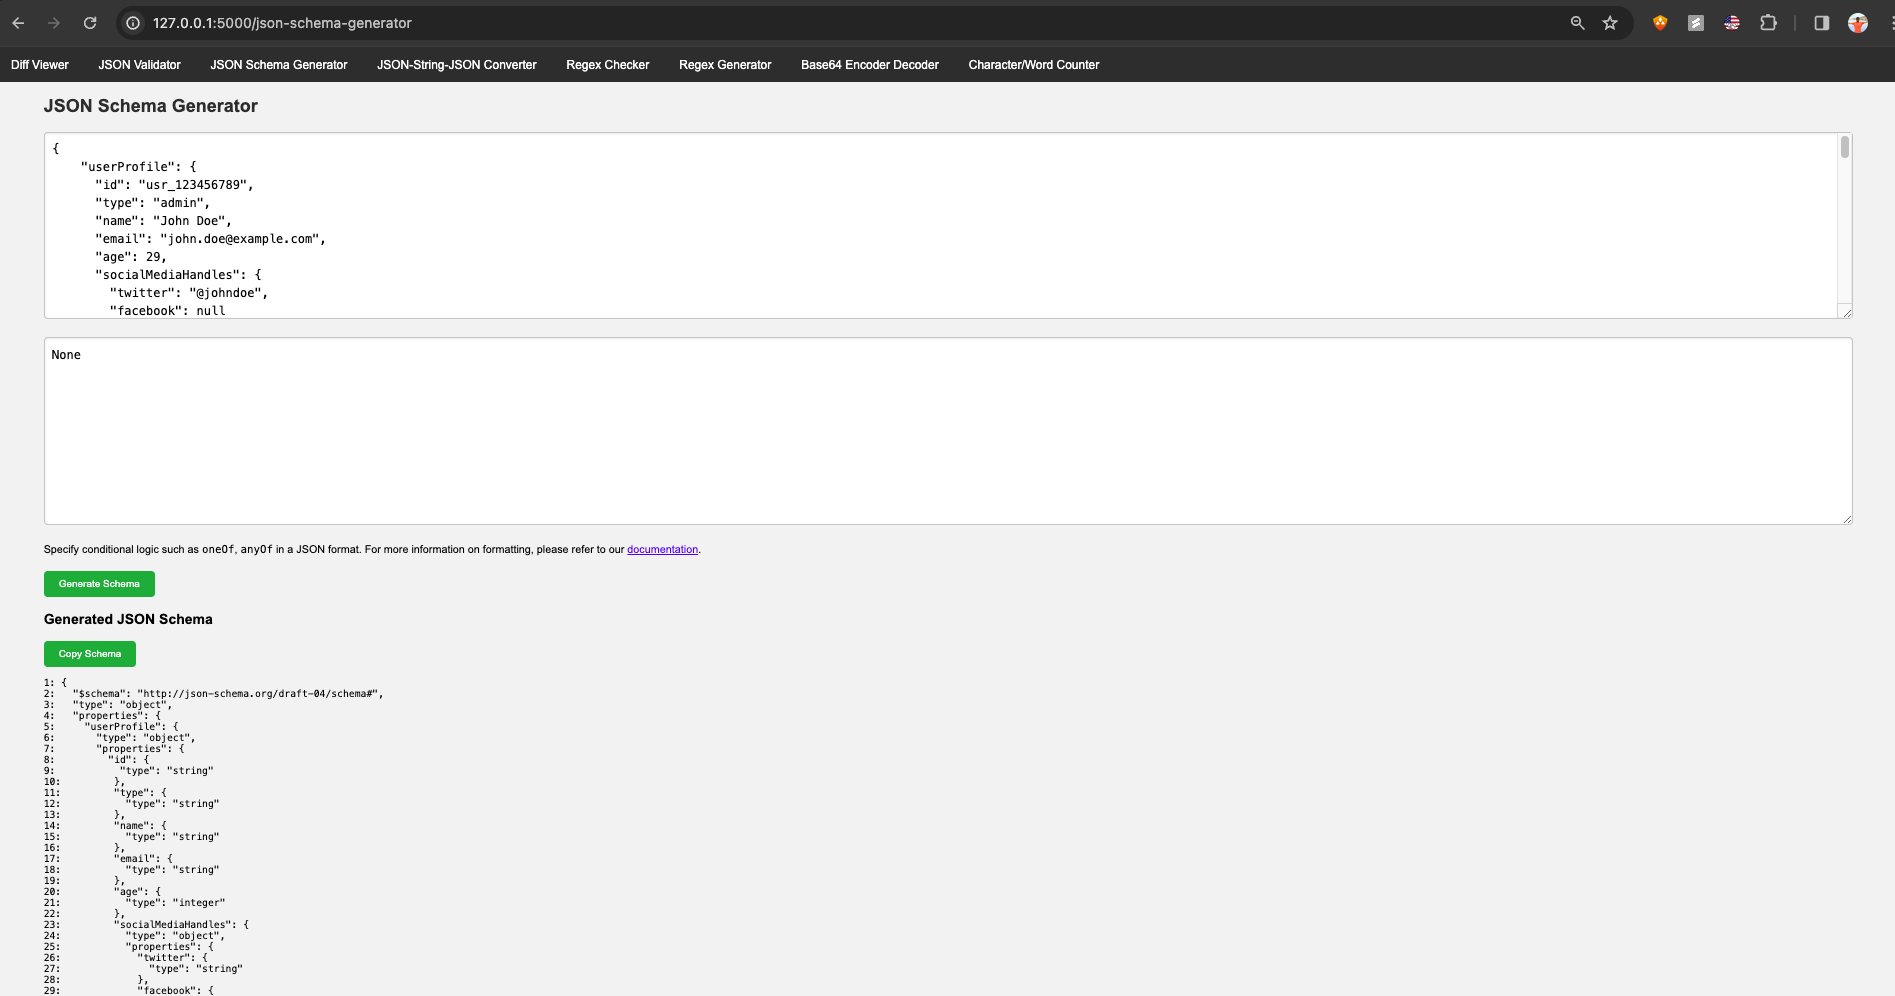 127.0.0.1:5000/json-schema-generator
Diff Viewer JSON Validator JSON Schema Generator JSON-String-JSON Converter Regex Checker Regex Generator Base64 Encoder Decoder Character/Word Counter
JSON Schema Generator
{
    "userProfile": {
      "id": "usr_123456789",
      "type": "admin",
      "name": "John Doe",
      "email": "john.doe@example.com",
      "age": 29,
      "socialMediaHandles": {
        "twitter": "@johndoe",
        "facebook": null
None
Specify conditional logic such as oneOf, anyOf in a JSON format. For more information on formatting, please refer to our documentation.
Generate Schema
Generated JSON Schema
Copy Schema
1: {
2:   "$schema": "http://json-schema.org/draft-04/schema#",
3:   "type": "object",
4:   "properties": {
5:     "userProfile": {
6:       "type": "object",
7:       "properties": {
8:         "id": {
9:           "type": "string"
10:         },
11:         "type": {
12:           "type": "string"
13:         },
14:         "name": {
15:           "type": "string"
16:         },
17:         "email": {
18:           "type": "string"
19:         },
20:         "age": {
21:           "type": "integer"
22:         },
23:         "socialMediaHandles": {
24:           "type": "object",
25:           "properties": {
26:             "twitter": {
27:               "type": "string"
28:             },
29:             "facebook": {